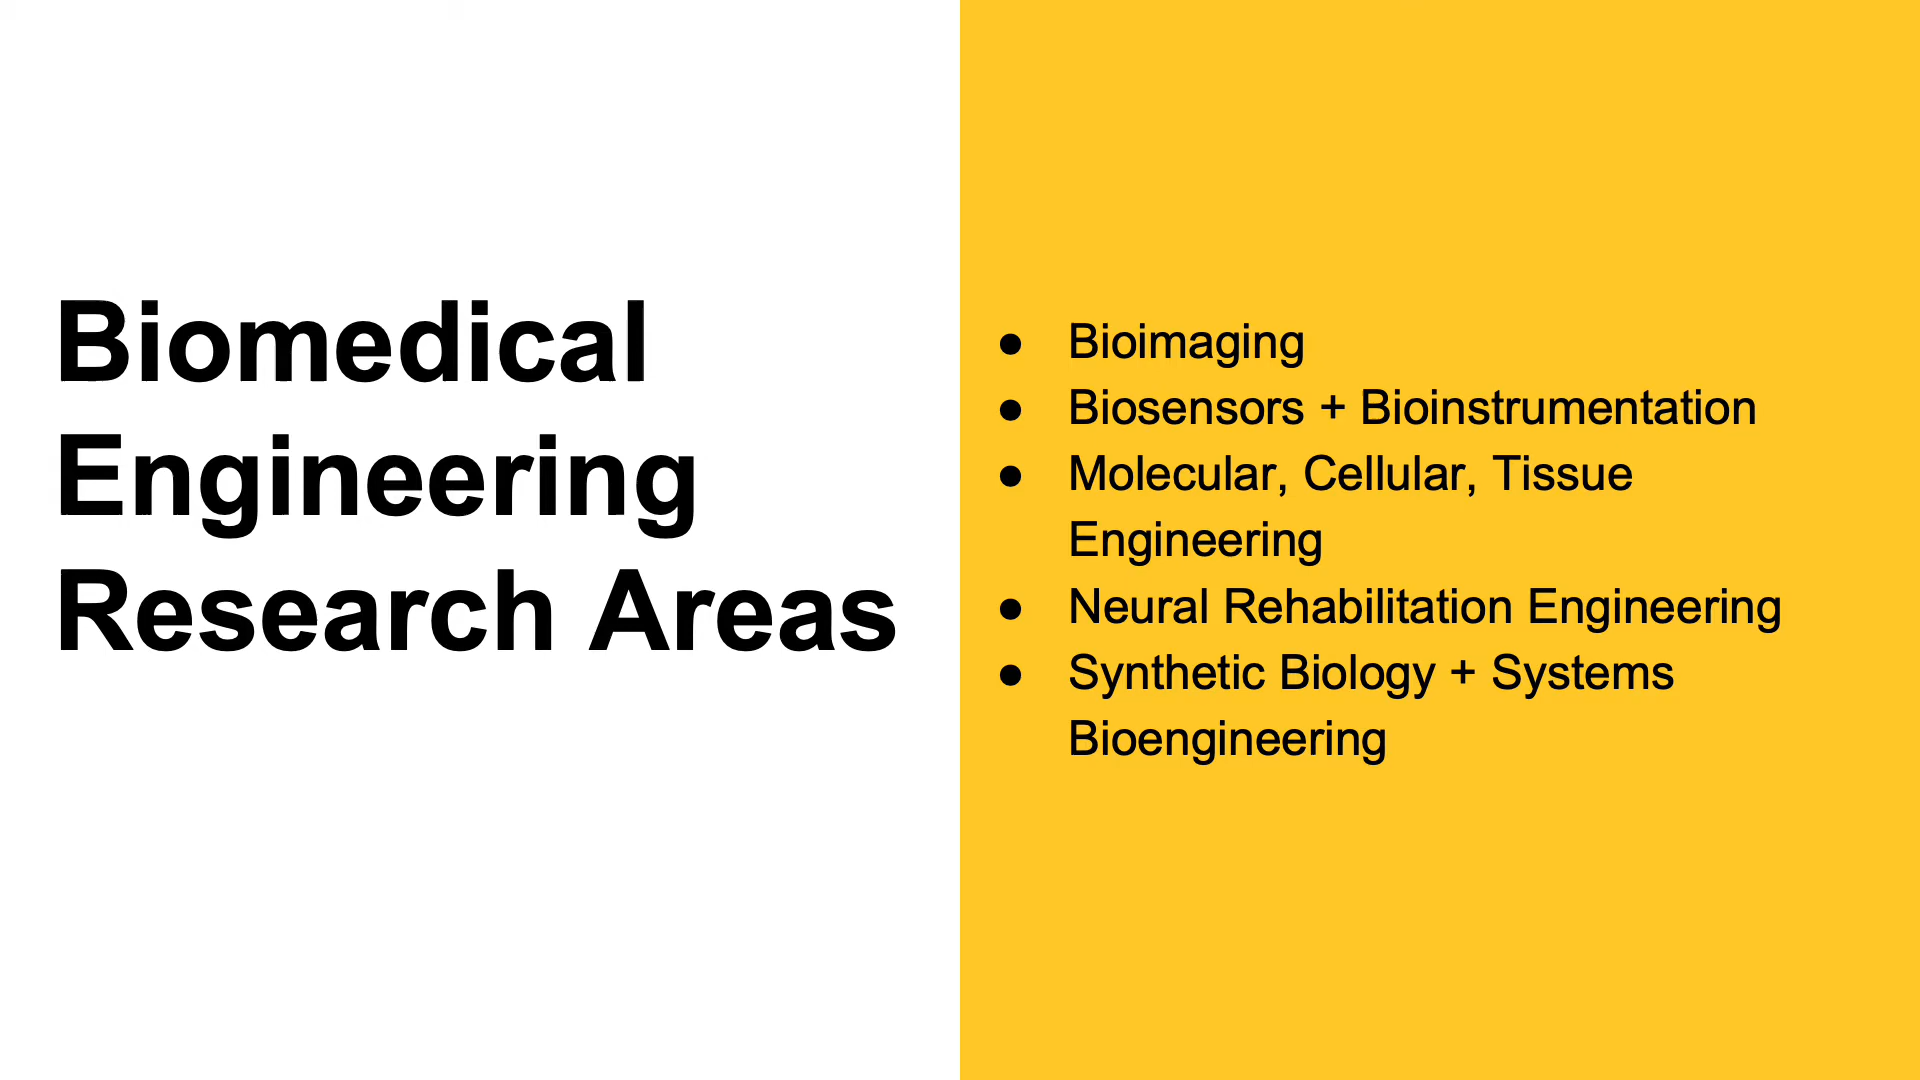 Biomedical
Engineering
Research Areas
● Bioimaging
● Biosensors + Bioinstrumentation
● Molecular, Cellular, Tissue
Engineering
● Neural Rehabilitation Engineering
● Synthetic Biology + Systems
Bioengineering